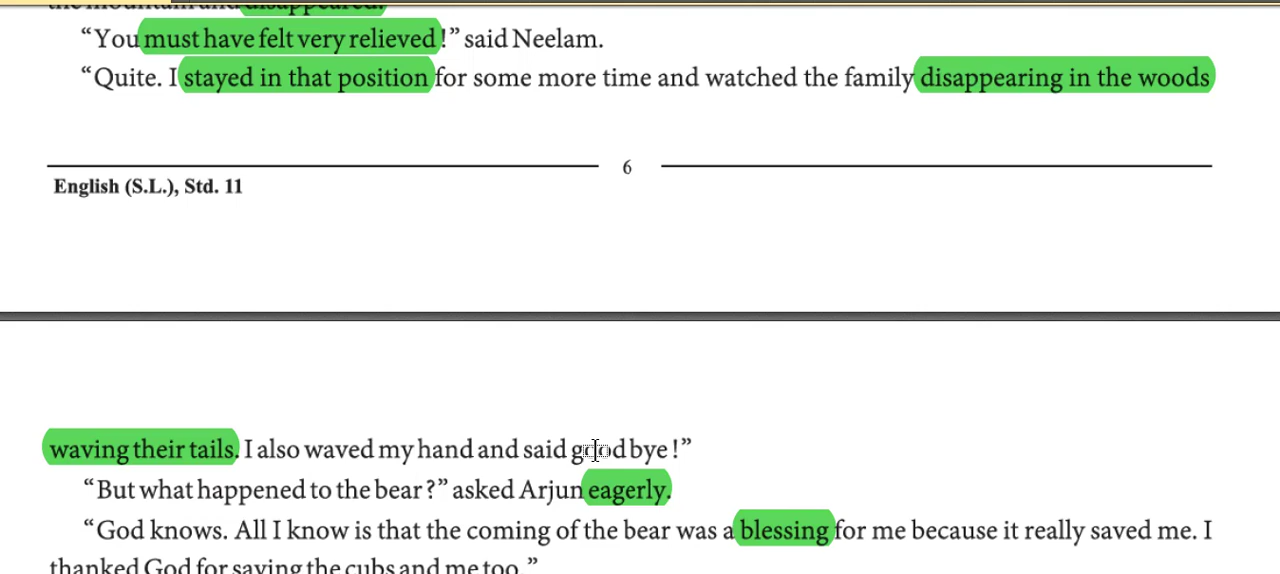 the mountain and disappeared.
“You must have felt very relieved !” said Neelam.
“Quite. I stayed in that position for some more time and watched the family disappearing in the woods
6
English (S.L.), Std. 11
waving their tails. I also waved my hand and said good bye !”
“But what happened to the bear ?” asked Arjun eagerly.
“God knows. All I know is that the coming of the bear was a blessing for me because it really saved me. I
thanked God for saving the cubs and me too.”